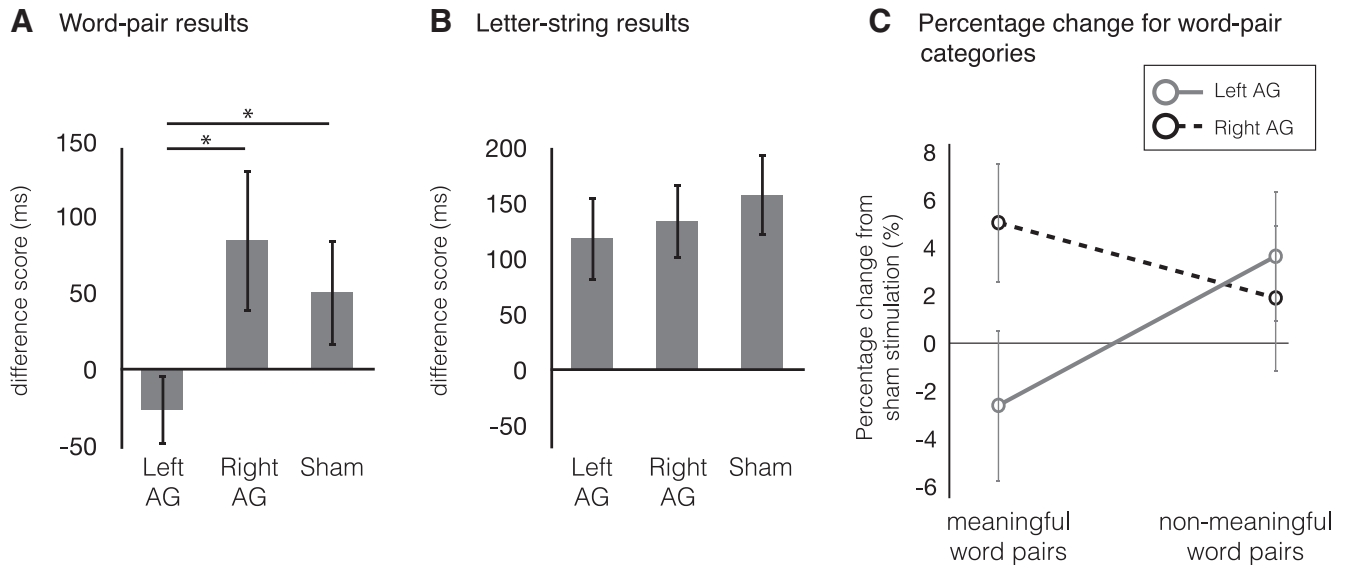 A Word-pair results
difference score (ms)
150
100
50
0
-50
*
*
Left
AG
Right
AG
Sham
B Letter-string results
difference score (ms)
200
150
100
50
0
-50
Left
AG
Right
AG
Sham
C Percentage change for word-pair
categories
Left AG
Right AG
Percentage change from
sham stimulation (%)
8
6
4
2
0
-2
-4
-6
meaningful
word pairs
non-meaningful
word pairs